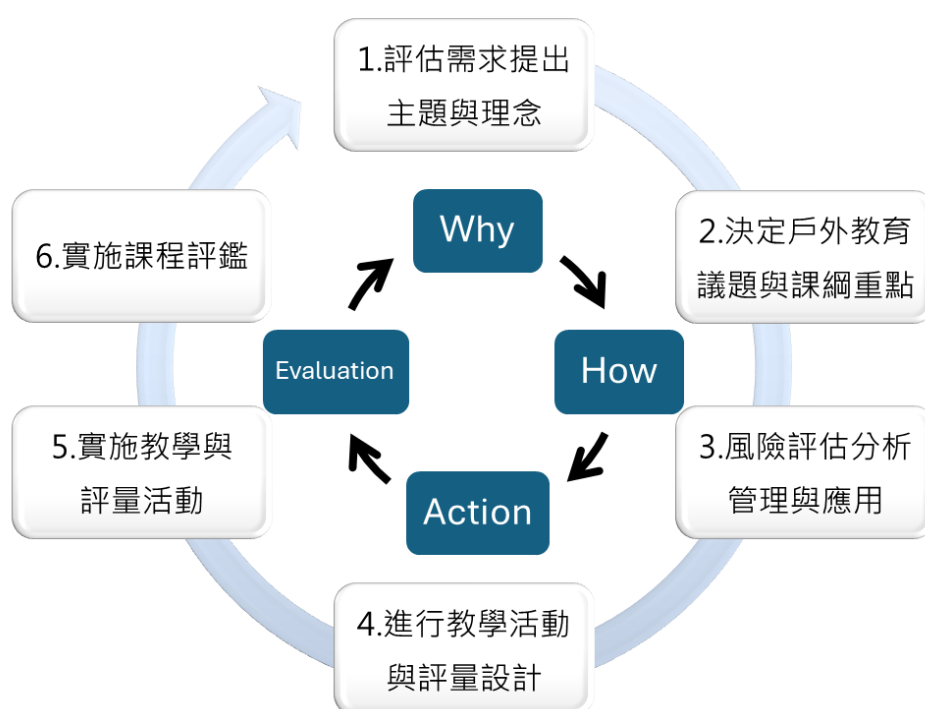 1.評估需求提出
主題與理念
2.決定戶外教育
議題與課綱重點
3.風險評估分析
管理與應用
4.進行教學活動
與評量設計
5.實施教學與
評量活動
6.實施課程評鑑
Why
How
Action
Evaluation